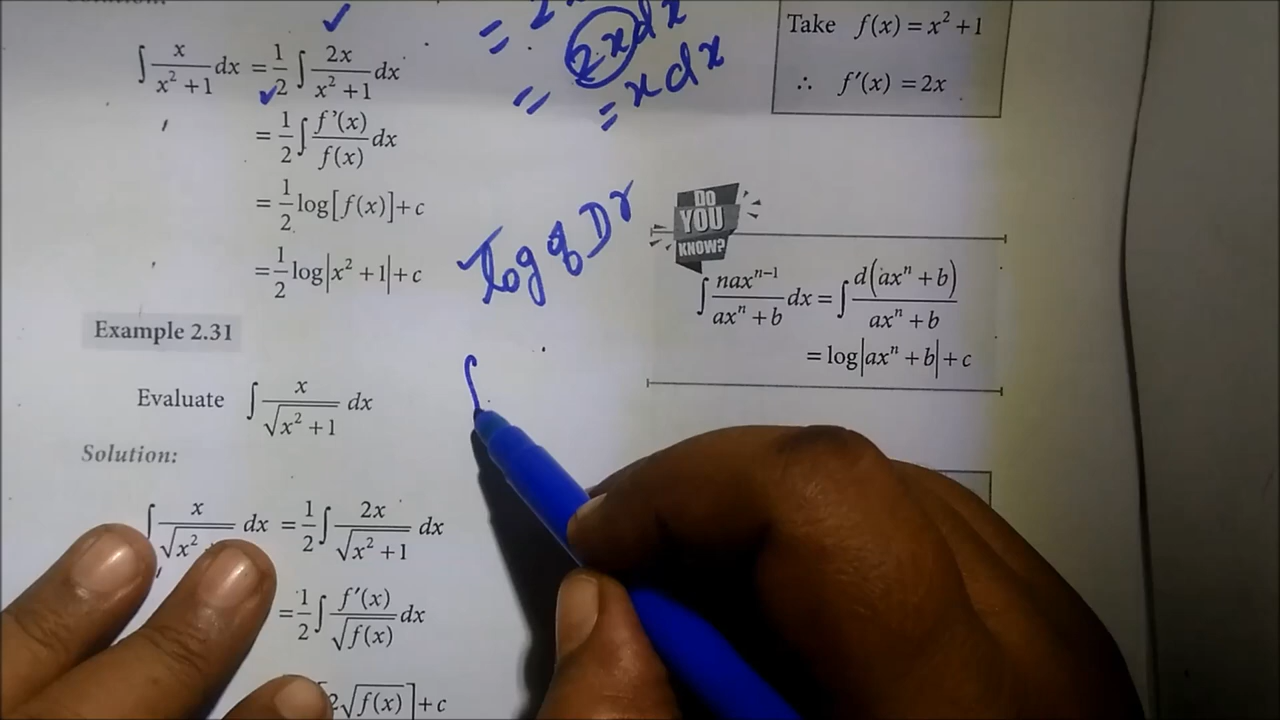 ∫ x/(x² + 1) dx = 1/2 ∫ 2x/(x² + 1) dx
= 1/2 ∫ f'(x)/f(x) dx
= 1/2 log[f(x)] + c
= 1/2 log|x² + 1| + c
Example 2.31
Evaluate ∫ x/√(x² + 1) dx
Solution:
dx = 1/2 ∫ 2x/√(x² + 1) dx
= 1/2 ∫ f'(x)/√f(x) dx
2√f(x)] + c
=
= 2x dx
= x dx
log of Dr
∫
Take f(x) = x² + 1
∴ f'(x) = 2x
DO
YOU
KNOW?
∫ naxⁿ⁻¹/(axⁿ + b) dx = ∫ d(axⁿ + b)/(axⁿ + b)
= log|axⁿ + b| + c